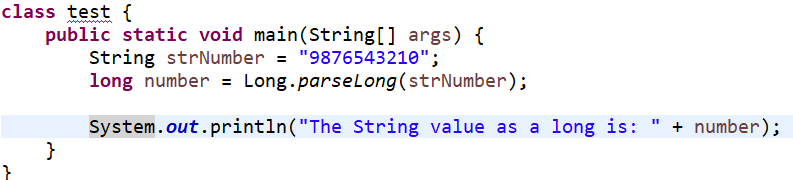 class test {
    public static void main(String[] args) {
        String strNumber = "9876543210";
        long number = Long.parseLong(strNumber);
        System.out.println("The String value as a long is: " + number);
    }
}